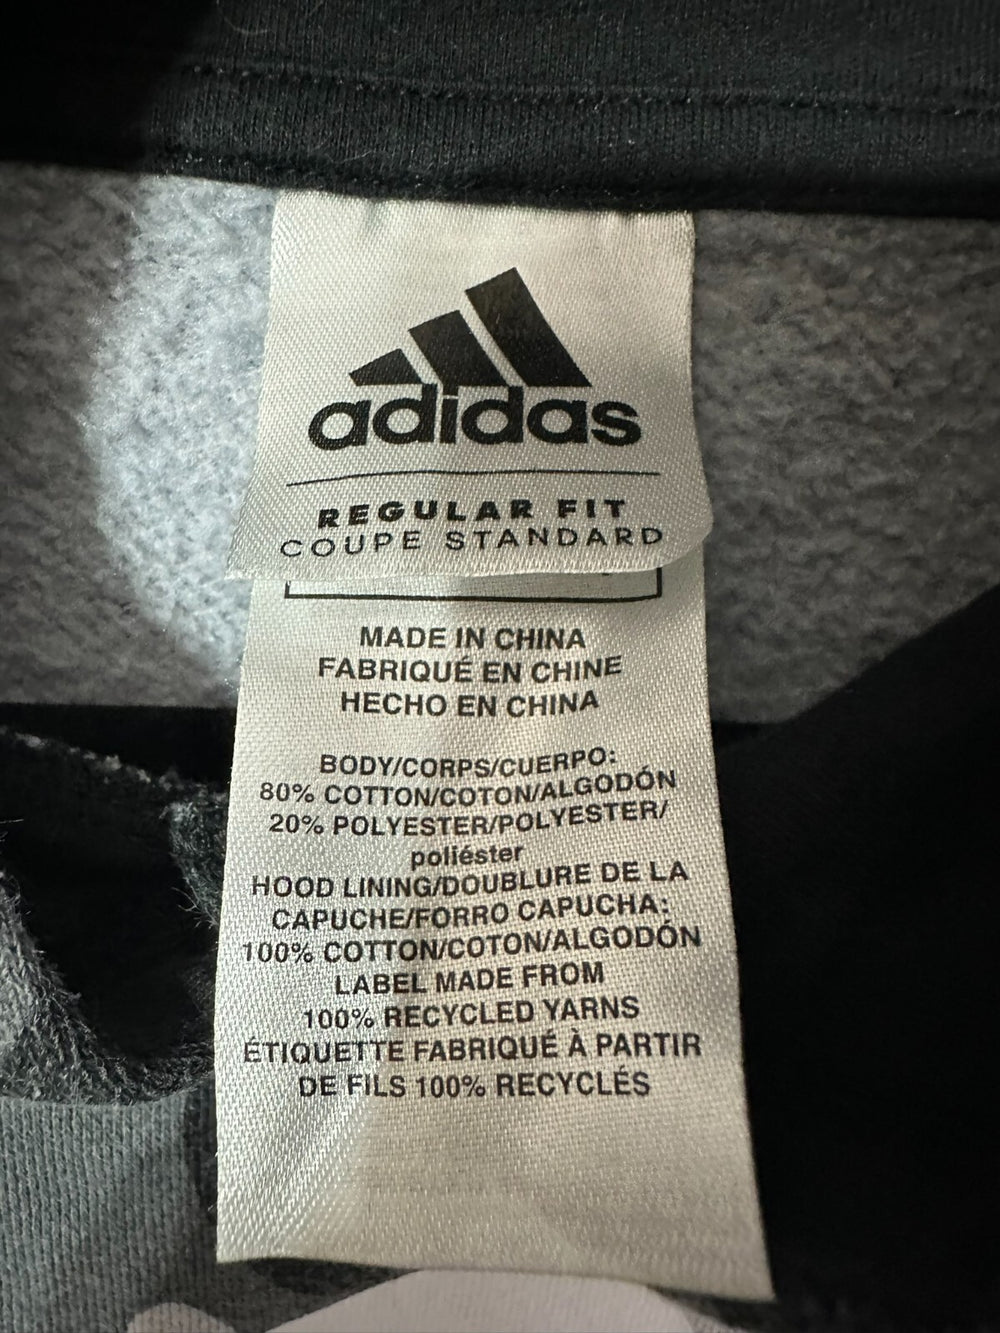 adidas
REGULAR FIT
COUPE STANDARD
MADE IN CHINA
FABRIQUÉ EN CHINE
HECHO EN CHINA
BODY/CORPS/CUERPO:
80% COTTON/COTON/ALGODÓN
20% POLYESTER/POLYESTER/
poliéster
HOOD LINING/DOUBLURE DE LA
CAPUCHE/FORRO CAPUCHA:
100% COTTON/COTON/ALGODÓN
LABEL MADE FROM
100% RECYCLED YARNS
ÉTIQUETTE FABRIQUÉ À PARTIR
DE FILS 100% RECYCLÉS